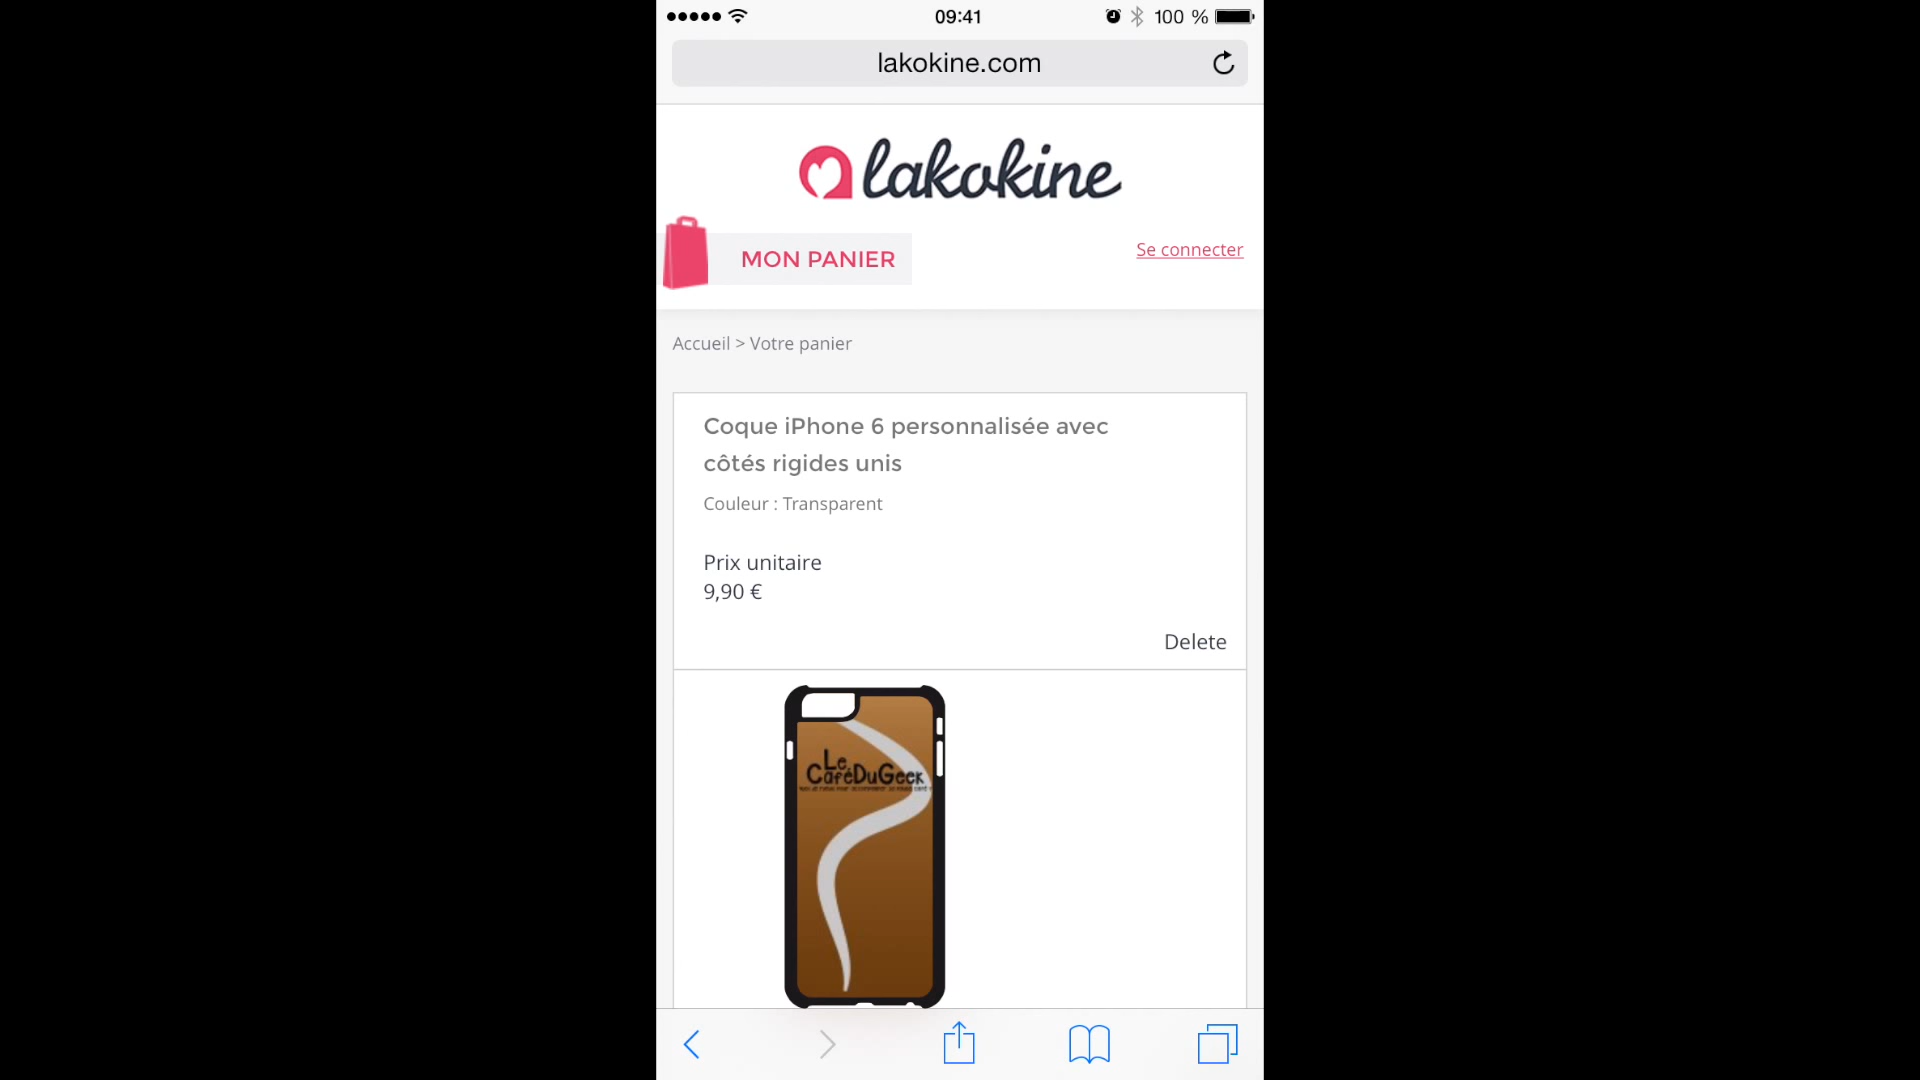 09:41
100 %
lakokine.com
lakokine
MON PANIER
Se connecter
Accueil > Votre panier
Coque iPhone 6 personnalisée avec
côtés rigides unis
Couleur : Transparent
Prix unitaire
9,90 €
Delete
Le
CaféDuGeek